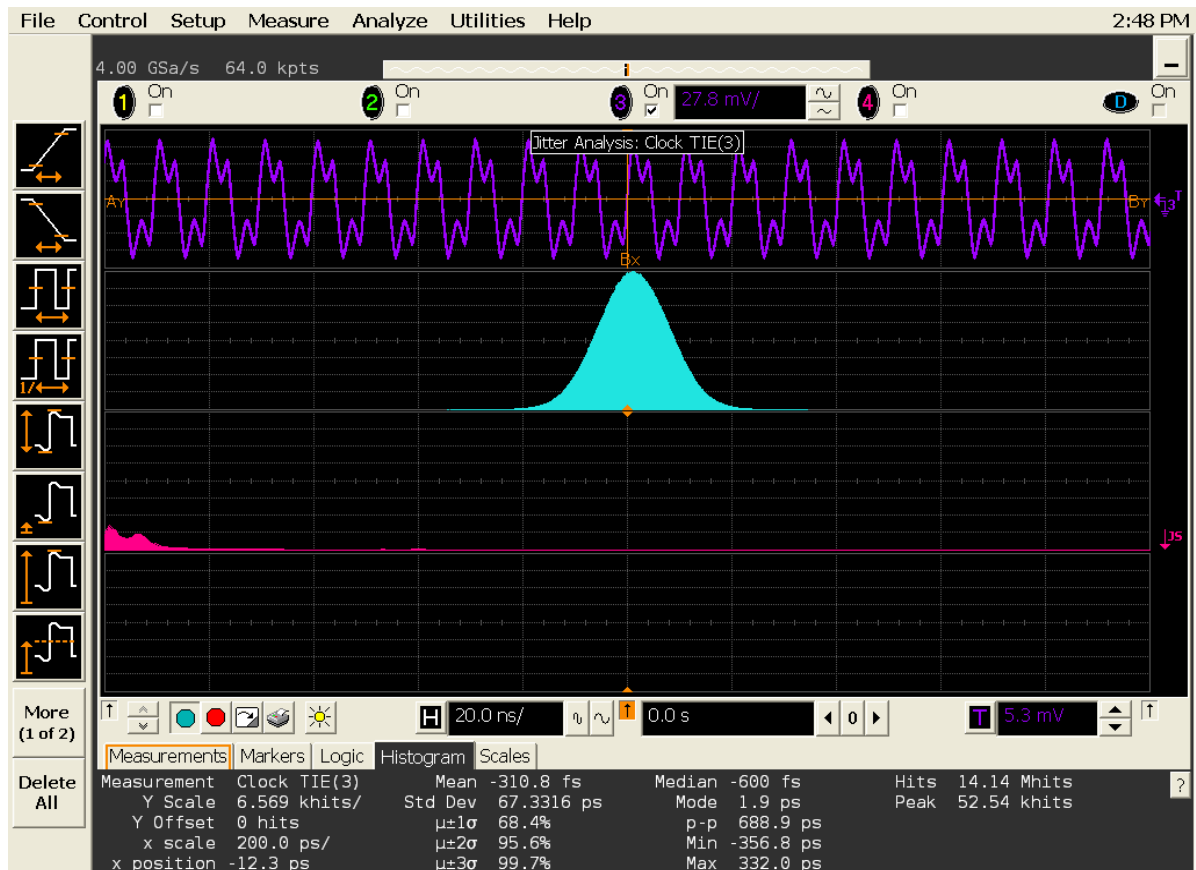 File Control Setup Measure Analyze Utilities Help 2:48 PM
4.00 GSa/s 64.0 kpts
1 On 2 On 3 On 27.8 mV/ 4 On D On
Jitter Analysis: Clock TIE(3)
Ay By 3 T
Bx
1/
JS
More
(1 of 2)
H 20.0 ns/ 0.0 s 0 T 5.3 mV
Measurements Markers Logic Histogram Scales
Delete
All
Measurement Clock TIE(3) Mean -310.8 fs Median -600 fs Hits 14.14 Mhits ?
Y Scale 6.569 khits/ Std Dev 67.3316 ps Mode 1.9 ps Peak 52.54 khits
Y Offset 0 hits µ±1σ 68.4% p-p 688.9 ps
x scale 200.0 ps/ µ±2σ 95.6% Min -356.8 ps
x position -12.3 ps µ±3σ 99.7% Max 332.0 ps